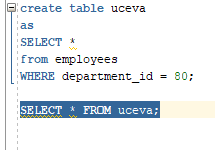 create table uceva
as
SELECT *
from employees
WHERE department_id = 80;
SELECT * FROM uceva;